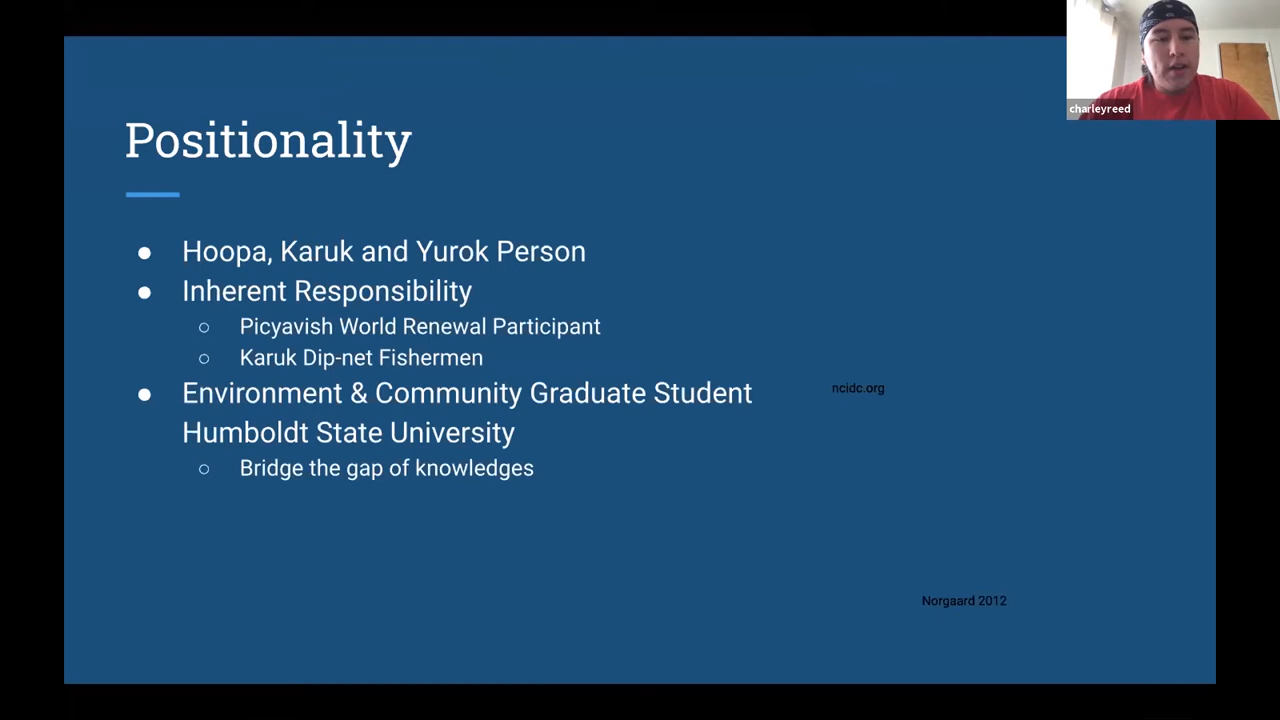 charleyreed
Positionality
● Hoopa, Karuk and Yurok Person
● Inherent Responsibility
○ Picyavish World Renewal Participant
○ Karuk Dip-net Fishermen
● Environment & Community Graduate Student
Humboldt State University
○ Bridge the gap of knowledges
ncidc.org
Norgaard 2012